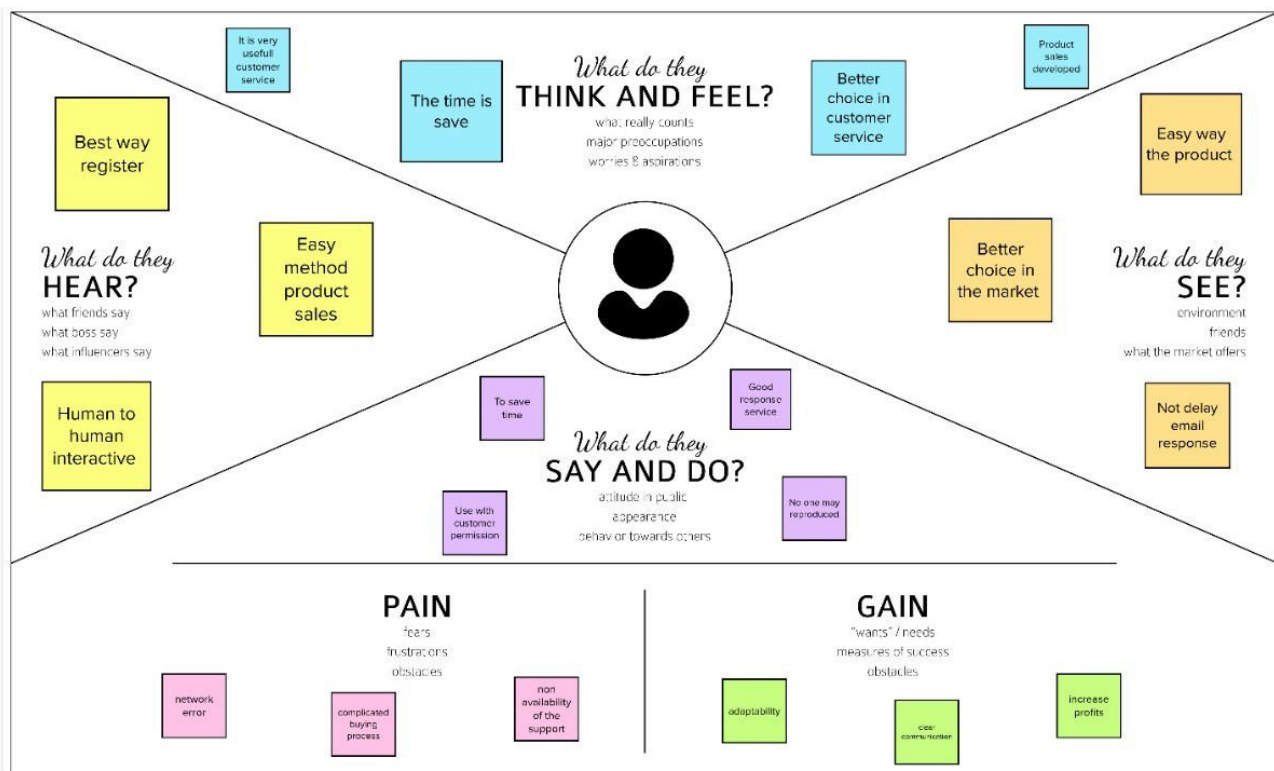 It is very
usefull
customer
service
The time is
save
What do they
THINK AND FEEL?
what really counts
major preoccupations
worries & aspirations
Better
choice in
customer
service
Product
sales
developed
Best way
register
Easy
method
product
sales
What do they
HEAR?
what friends say
what boss say
what influencers say
Human to
human
interactive
Easy way
the product
Better
choice in
the market
What do they
SEE?
environment
friends
what the market offers
Not delay
email
response
To save
time
Good
response
service
What do they
SAY AND DO?
attitude in public
appearance
behavior towards others
Use with
customer
permission
No one may
reproduced
PAIN
fears
frustrations
obstacles
network
error
complicated
buying
process
non
availability
of the
support
GAIN
"wants" / needs
measures of success
obstacles
adaptability
clear
communication
increase
profits